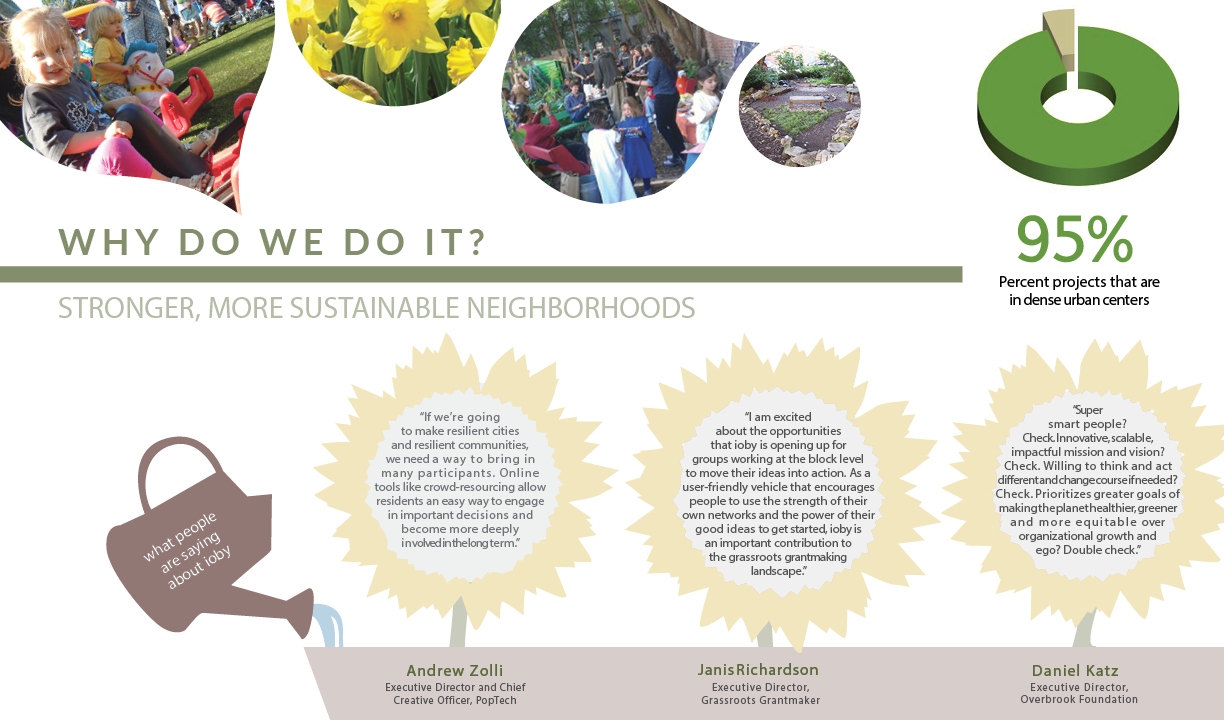 WHY DO WE DO IT?
STRONGER, MORE SUSTAINABLE NEIGHBORHOODS
95%
Percent projects that are
in dense urban centers
what people
are saying
about ioby
“If we’re going
to make resilient cities
and resilient communities,
we need a way to bring in
many participants. Online
tools like crowd-resourcing allow
residents an easy way to engage
in important decisions and
become more deeply
involved in the long term.”
Andrew Zolli
Executive Director and Chief
Creative Officer, PopTech
“I am excited
about the opportunities
that ioby is opening up for
groups working at the block level
to move their ideas into action. As a
user-friendly vehicle that encourages
people to use the strength of their
own networks and the power of their
good ideas to get started, ioby is
an important contribution to
the grassroots grantmaking
landscape.”
Janis Richardson
Executive Director,
Grassroots Grantmaker
“Super
smart people?
Check. Innovative, scalable,
impactful mission and vision?
Check. Willing to think and act
different and change course if needed?
Check. Prioritizes greater goals of
making the planet healthier, greener
and more equitable over
organizational growth and
ego? Double check.”
Daniel Katz
Executive Director,
Overbrook Foundation